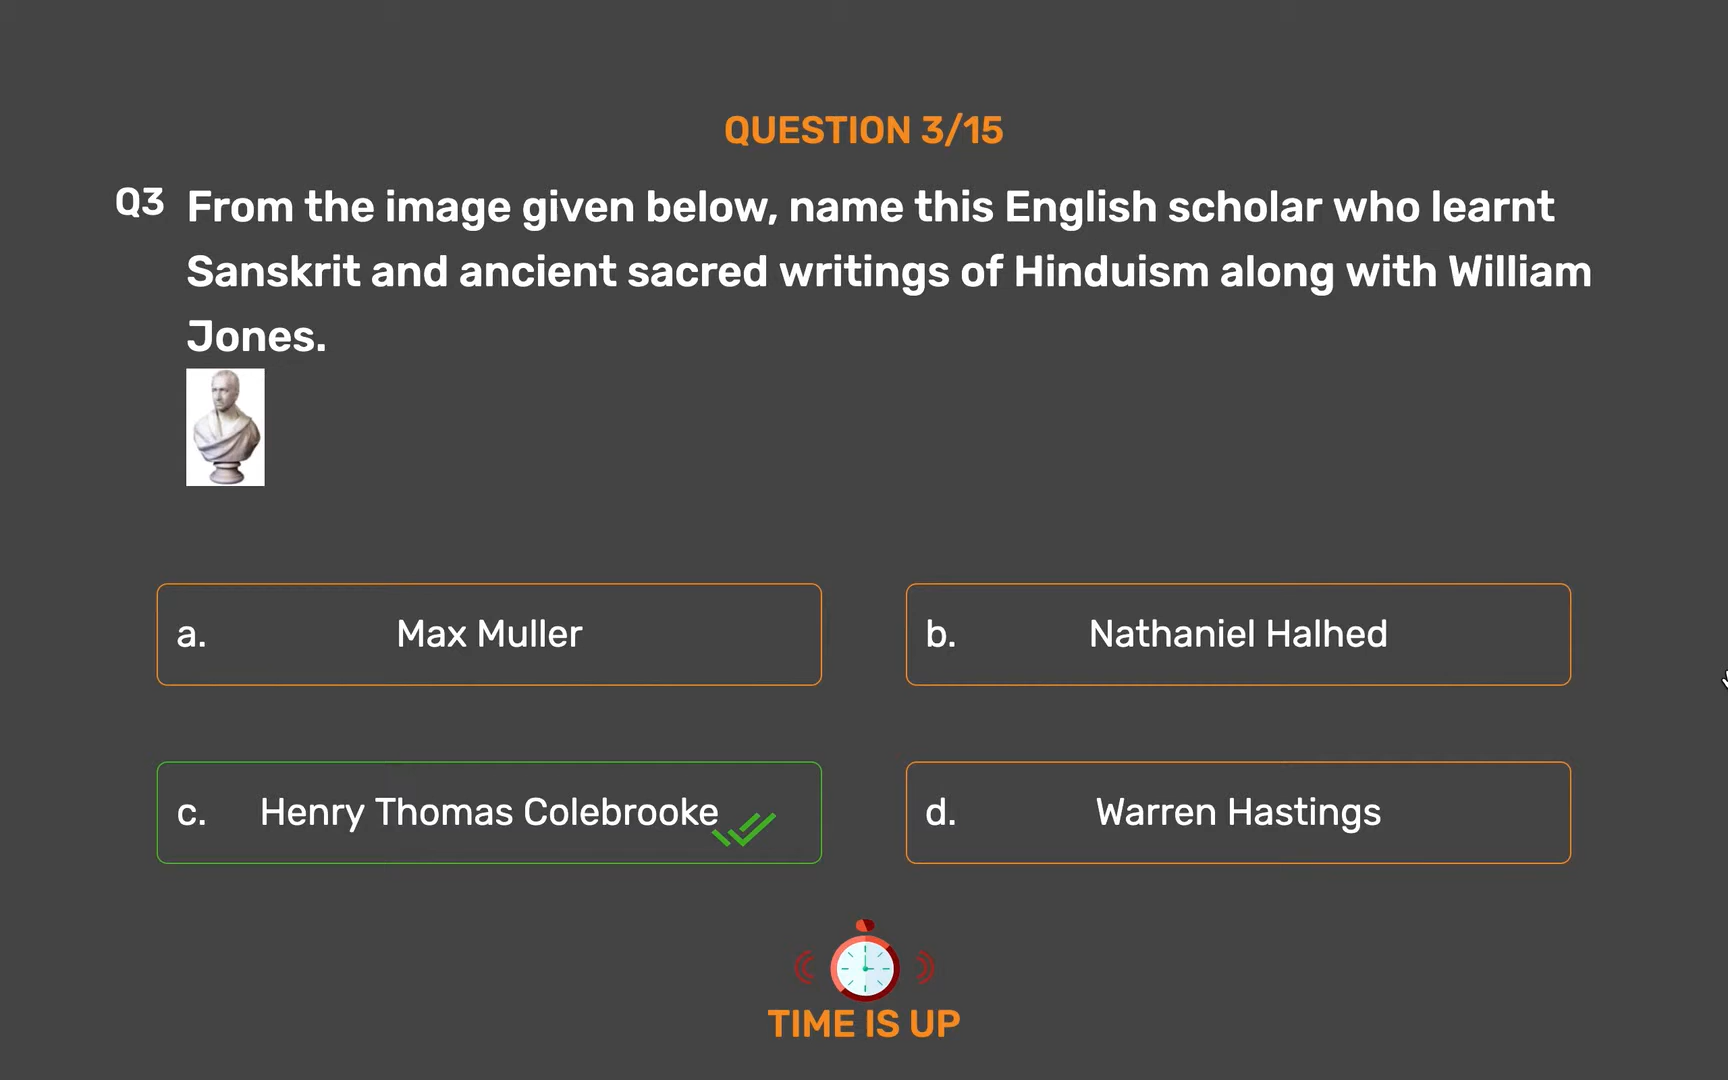 QUESTION 3/15
Q3 From the image given below, name this English scholar who learnt
Sanskrit and ancient sacred writings of Hinduism along with William
Jones.
a. Max Muller
b. Nathaniel Halhed
c. Henry Thomas Colebrooke
d. Warren Hastings
TIME IS UP